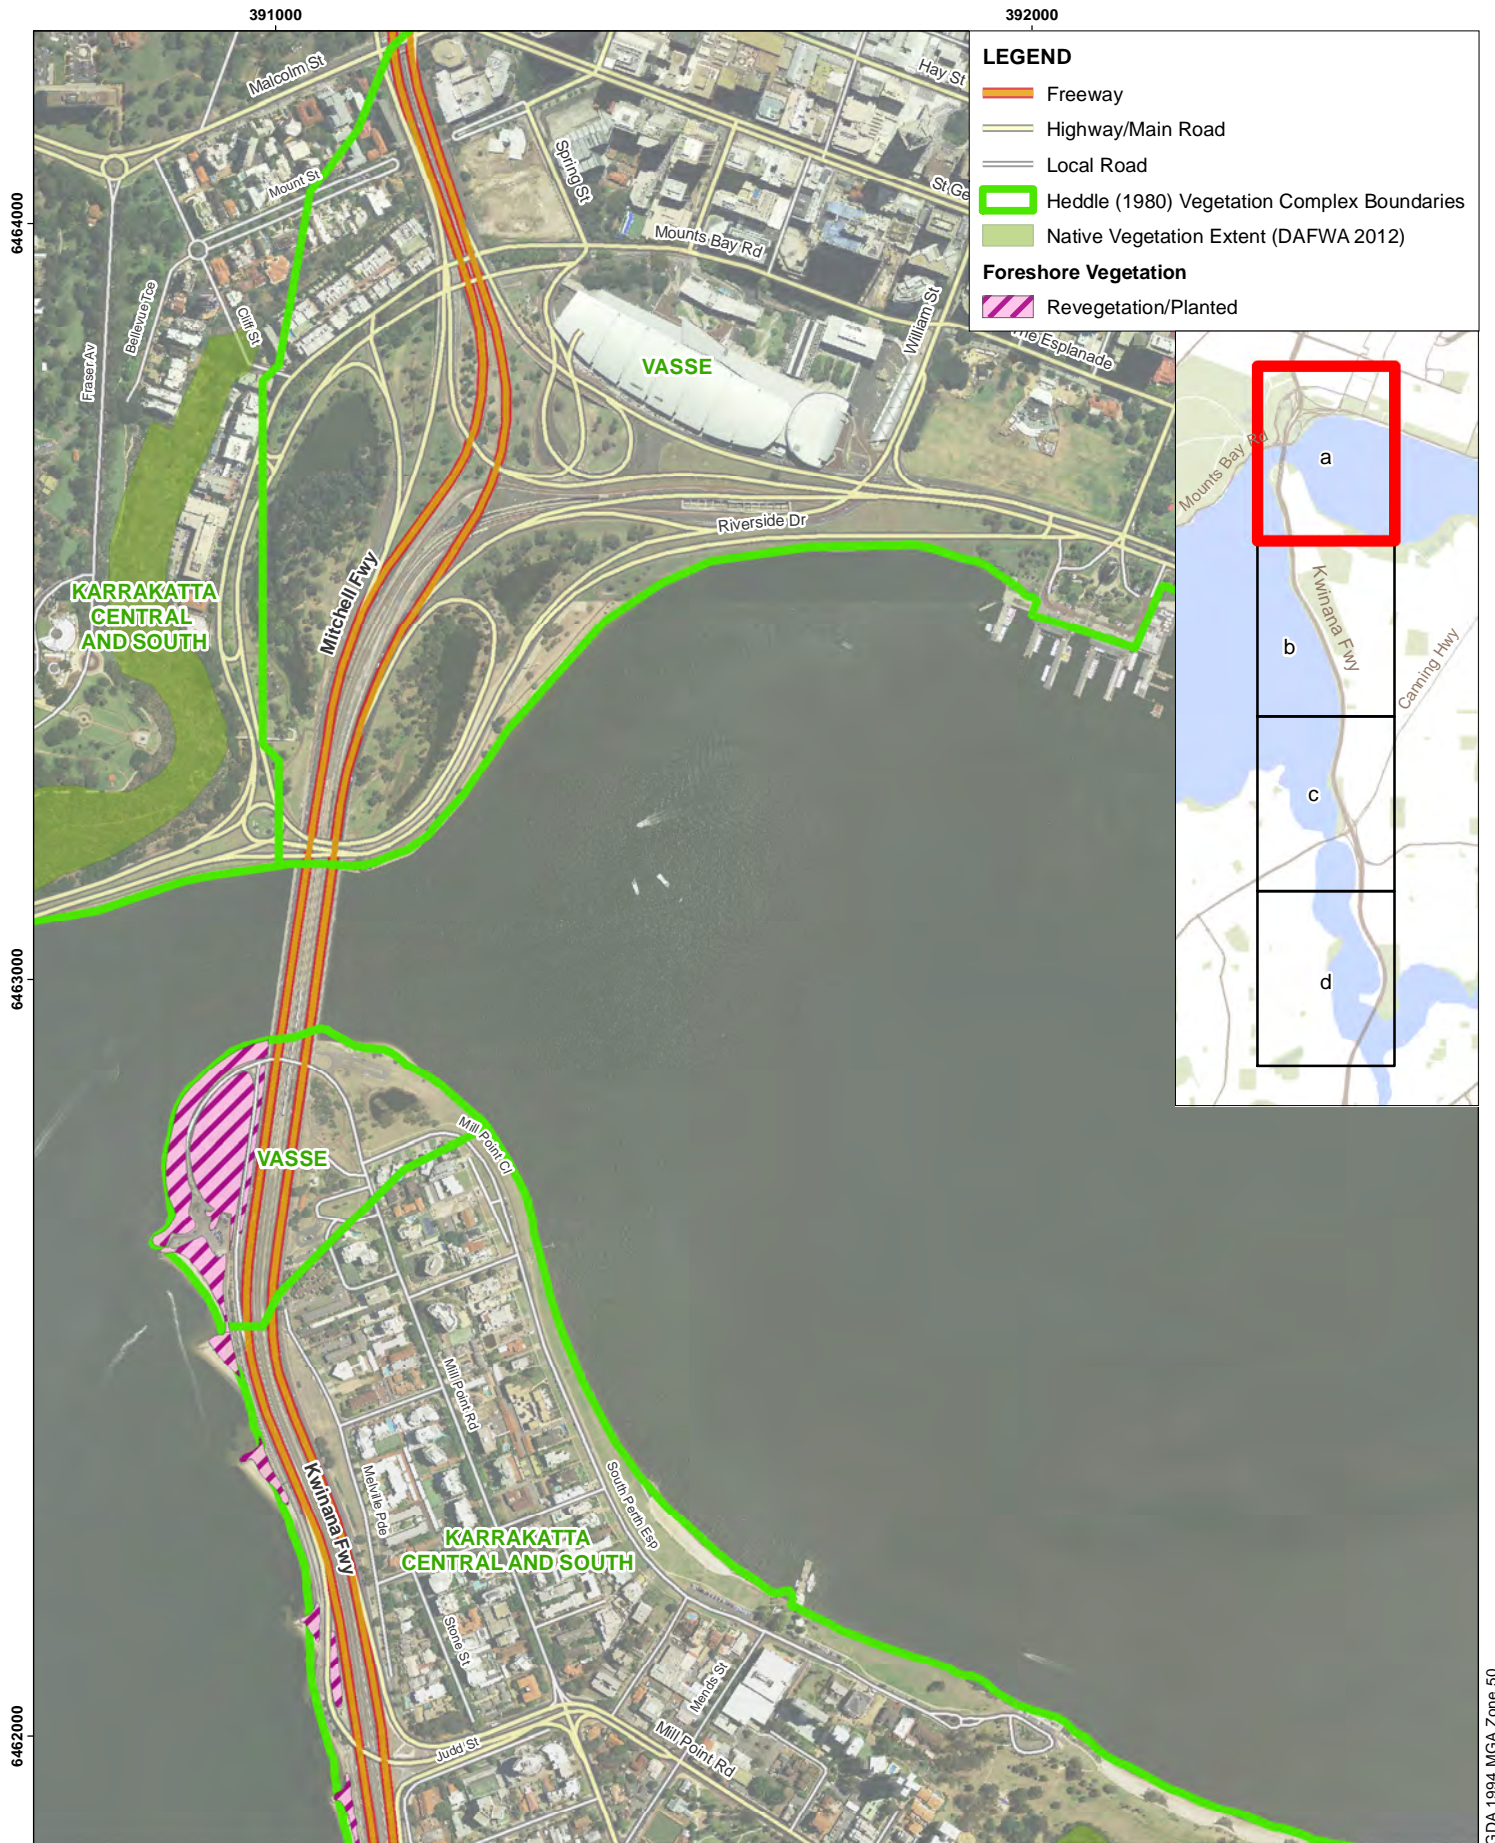 391000
392000
6464000
6463000
6462000
LEGEND
Freeway
Highway/Main Road
Local Road
Heddle (1980) Vegetation Complex Boundaries
Native Vegetation Extent (DAFWA 2012)
Foreshore Vegetation
Revegetation/Planted
Malcolm St
Hay St
Spring St
Mount St
St Ge
Mounts Bay Rd
William St
The Esplanade
Bellevue Tce
Cliff St
Fraser Av
VASSE
Riverside Dr
Mitchell Fwy
KARRAKATTA
CENTRAL
AND SOUTH
Mounts Bay Rd
a
Kwinana Fwy
b
Canning Hwy
c
d
Mill Point Cl
VASSE
Mill Point Rd
Melville Pde
Kwinana Fwy
South Perth Esp
KARRAKATTA
CENTRAL AND SOUTH
Stone St
Mends St
Mill Point Rd
Judd St
GDA 1994 MGA Zone 50